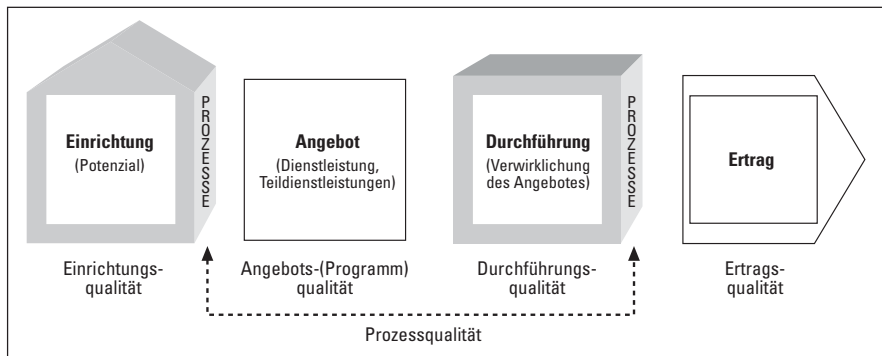 Einrichtung
(Potenzial)
PROZESSE
Angebot
(Dienstleistung,
Teildienstleistungen)
Durchführung
(Verwirklichung
des Angebotes)
PROZESSE
Ertrag
Einrichtungs-
qualität
Angebots-(Programm)
qualität
Durchführungs-
qualität
Ertrags-
qualität
Prozessqualität